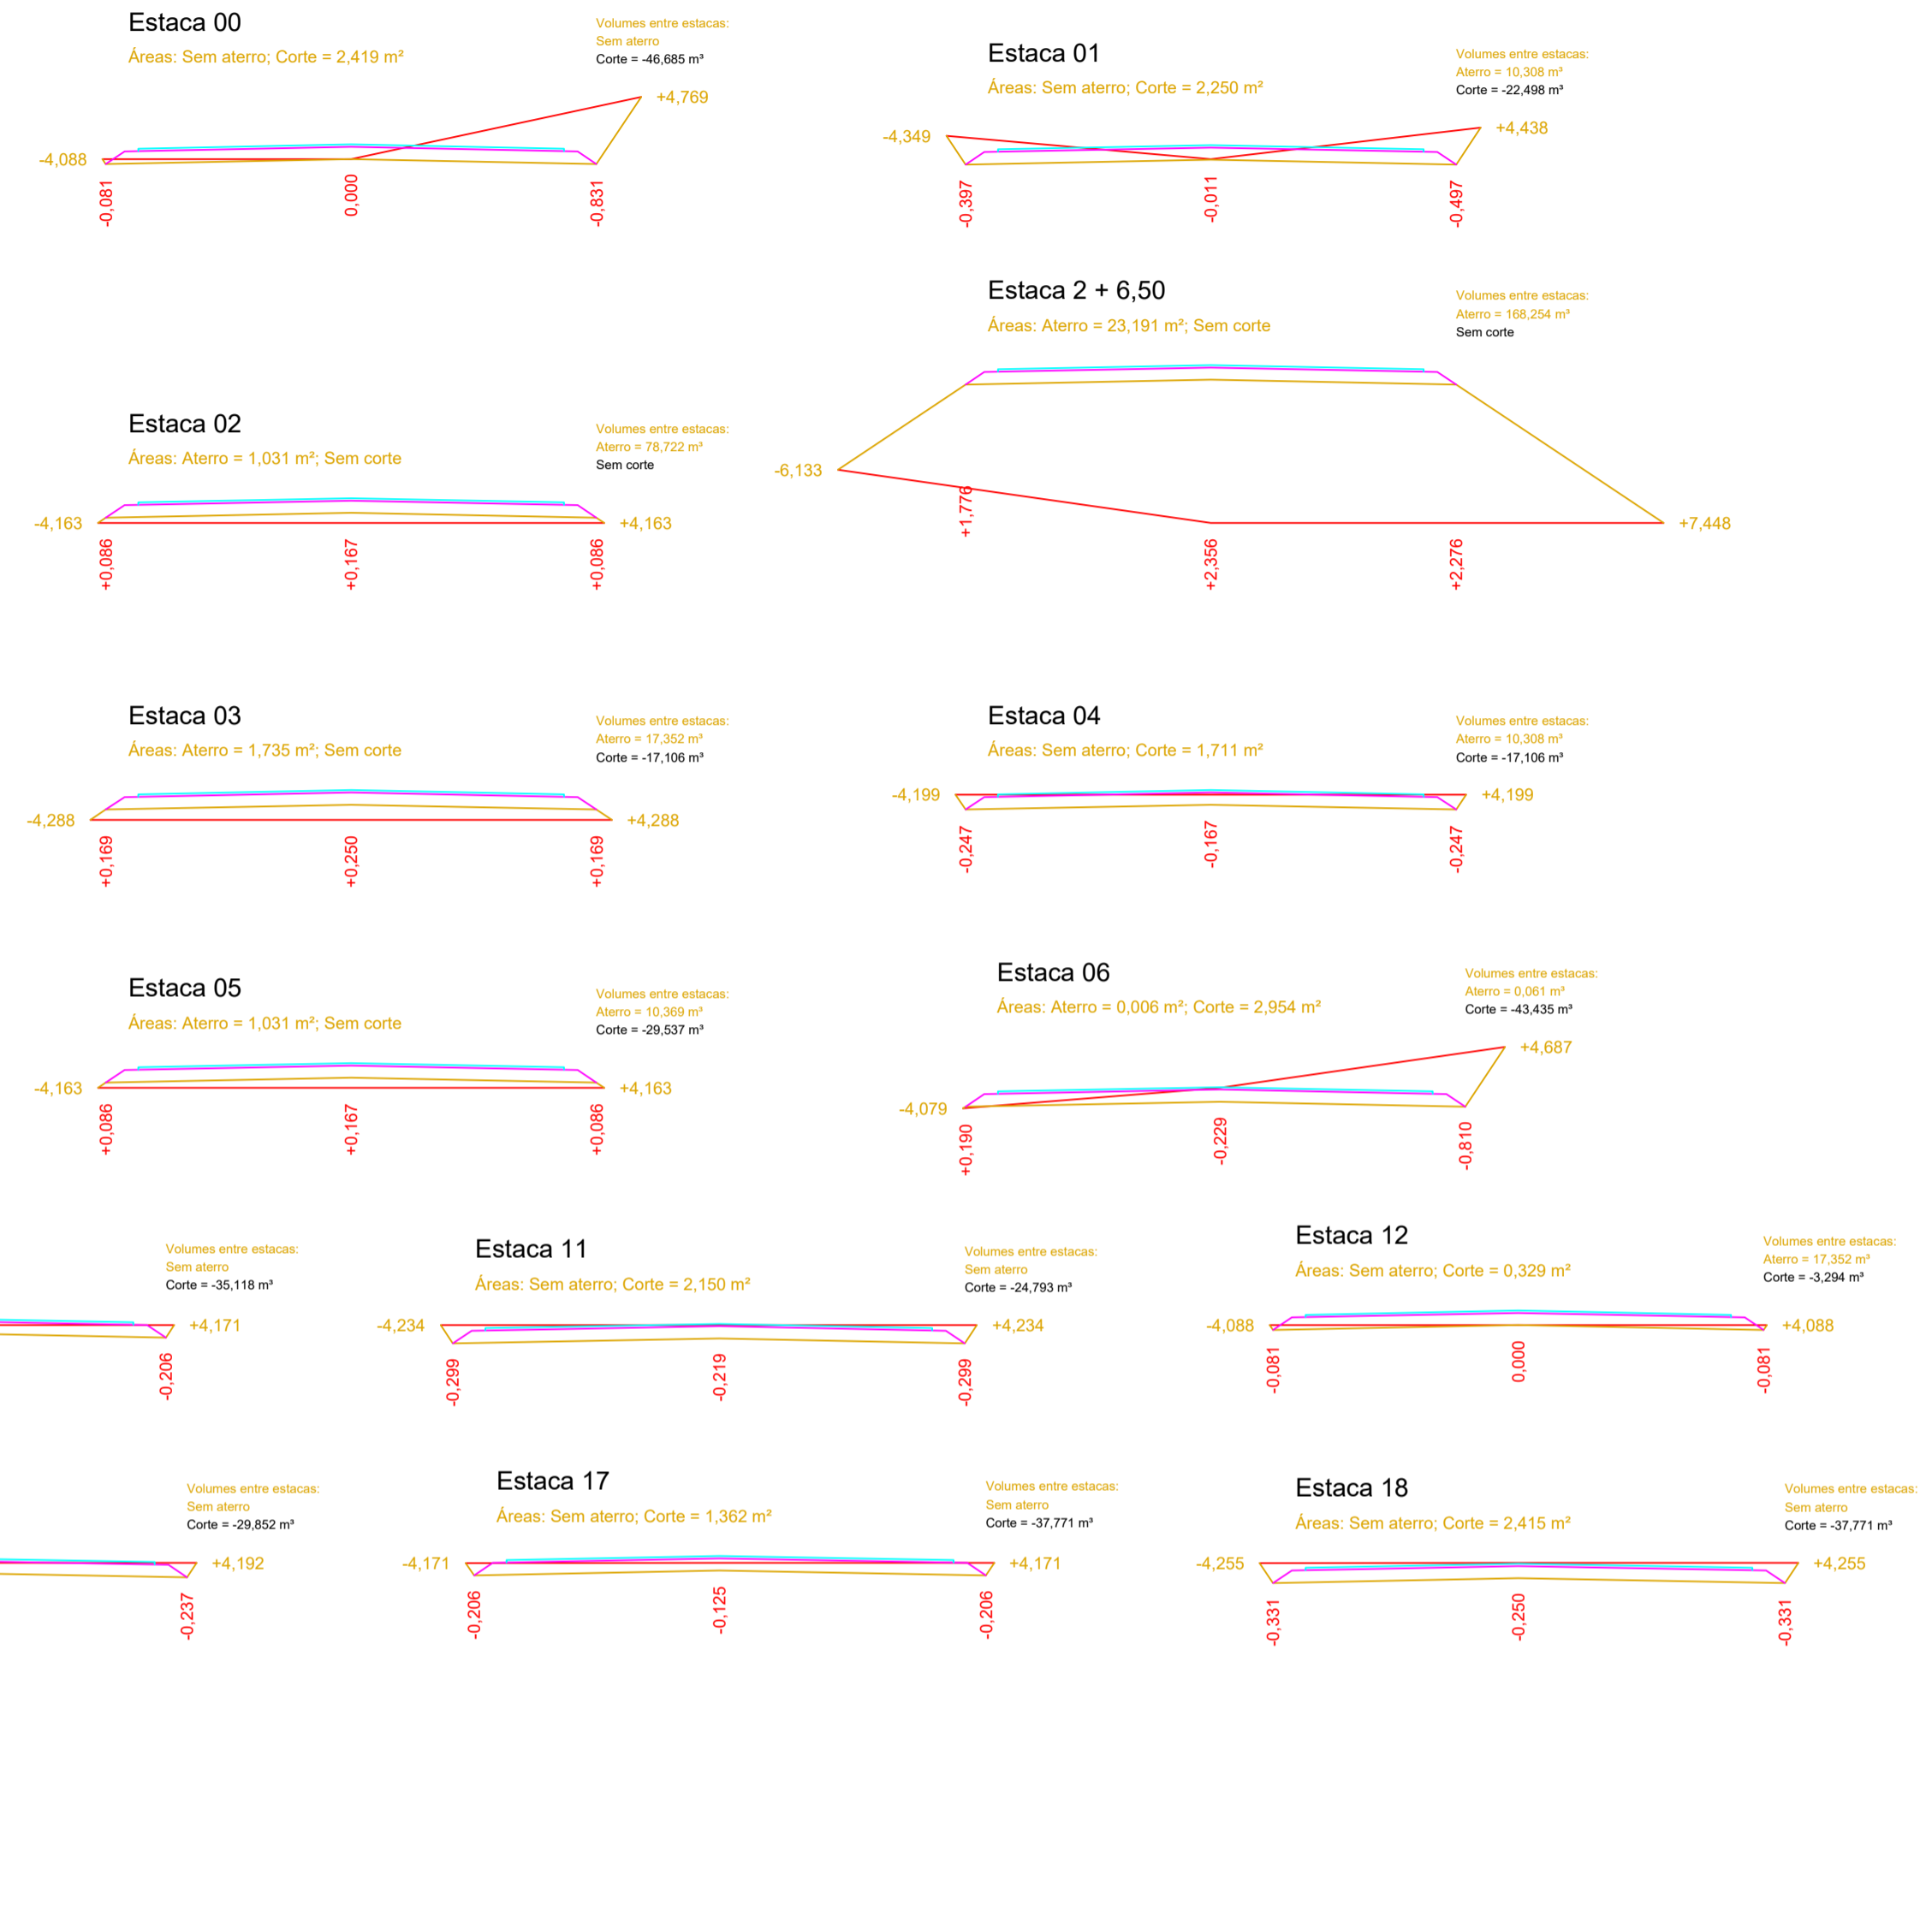 Estaca 00
Áreas: Sem aterro; Corte = 2,419 m²
Volumes entre estacas:
Sem aterro
Corte = -46,685 m³
+4,769
-4,088
-0,081
0,000
-0,831
Estaca 01
Áreas: Sem aterro; Corte = 2,250 m²
Volumes entre estacas:
Aterro = 10,308 m³
Corte = -22,498 m³
-4,349
+4,438
-0,397
-0,011
-0,497
Estaca 02
Áreas: Aterro = 1,031 m²; Sem corte
Volumes entre estacas:
Aterro = 78,722 m³
Sem corte
-4,163
+4,163
+0,086
+0,167
+0,086
Estaca 2 + 6,50
Áreas: Aterro = 23,191 m²; Sem corte
Volumes entre estacas:
Aterro = 168,254 m³
Sem corte
-6,133
+7,448
+1,776
+2,356
+2,276
Estaca 03
Áreas: Aterro = 1,735 m²; Sem corte
Volumes entre estacas:
Aterro = 17,352 m³
Corte = -17,106 m³
-4,288
+4,288
+0,169
+0,250
+0,169
Estaca 04
Áreas: Sem aterro; Corte = 1,711 m²
Volumes entre estacas:
Aterro = 10,308 m³
Corte = -17,106 m³
-4,199
+4,199
-0,247
-0,167
-0,247
Estaca 05
Áreas: Aterro = 1,031 m²; Sem corte
Volumes entre estacas:
Aterro = 10,369 m³
Corte = -29,537 m³
-4,163
+4,163
+0,086
+0,167
+0,086
Estaca 06
Áreas: Aterro = 0,006 m²; Corte = 2,954 m²
Volumes entre estacas:
Aterro = 0,061 m³
Corte = -43,435 m³
+4,687
-4,079
+0,190
-0,229
-0,810
Volumes entre estacas:
Sem aterro
Corte = -35,118 m³
+4,171
-0,206
Estaca 11
Áreas: Sem aterro; Corte = 2,150 m²
Volumes entre estacas:
Sem aterro
Corte = -24,793 m³
-4,234
+4,234
-0,299
-0,219
-0,299
Estaca 12
Áreas: Sem aterro; Corte = 0,329 m²
Volumes entre estacas:
Aterro = 17,352 m³
Corte = -3,294 m³
-4,088
+4,088
-0,081
0,000
-0,081
Volumes entre estacas:
Sem aterro
Corte = -29,852 m³
+4,192
-0,237
Estaca 17
Áreas: Sem aterro; Corte = 1,362 m²
Volumes entre estacas:
Sem aterro
Corte = -37,771 m³
-4,171
+4,171
-0,206
-0,125
-0,206
Estaca 18
Áreas: Sem aterro; Corte = 2,415 m²
Volumes entre estacas:
Sem aterro
Corte = -37,771 m³
-4,255
+4,255
-0,331
-0,250
-0,331